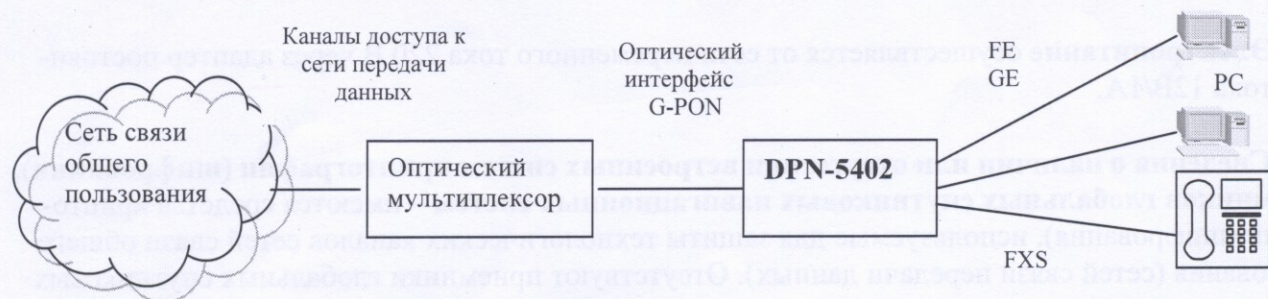 Каналы доступа к
сети передачи
данных
Оптический
интерфейс
G-PON
FE
GE
PC
Сеть связи
общего
пользования
Оптический
мультиплексор
DPN-5402
FXS